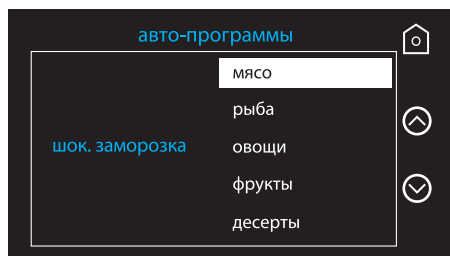 авто-программы
мясо
рыба
шок. заморозка
овощи
фрукты
десерты